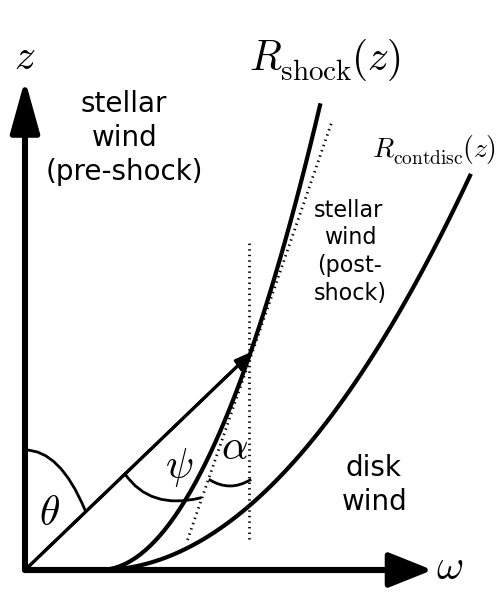 z
R_shock(z)
stellar
wind
(pre-shock)
R_contdisc(z)
stellar
wind
(post-
shock)
ψ
α
θ
disk
wind
ω